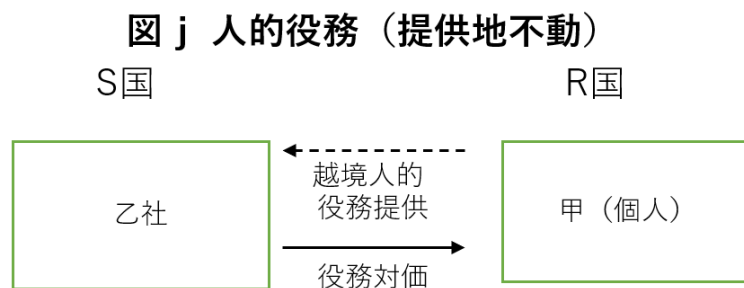 図j 人的役務（提供地不動）
S国
R国
越境人的
役務提供
乙社
甲（個人）
役務対価